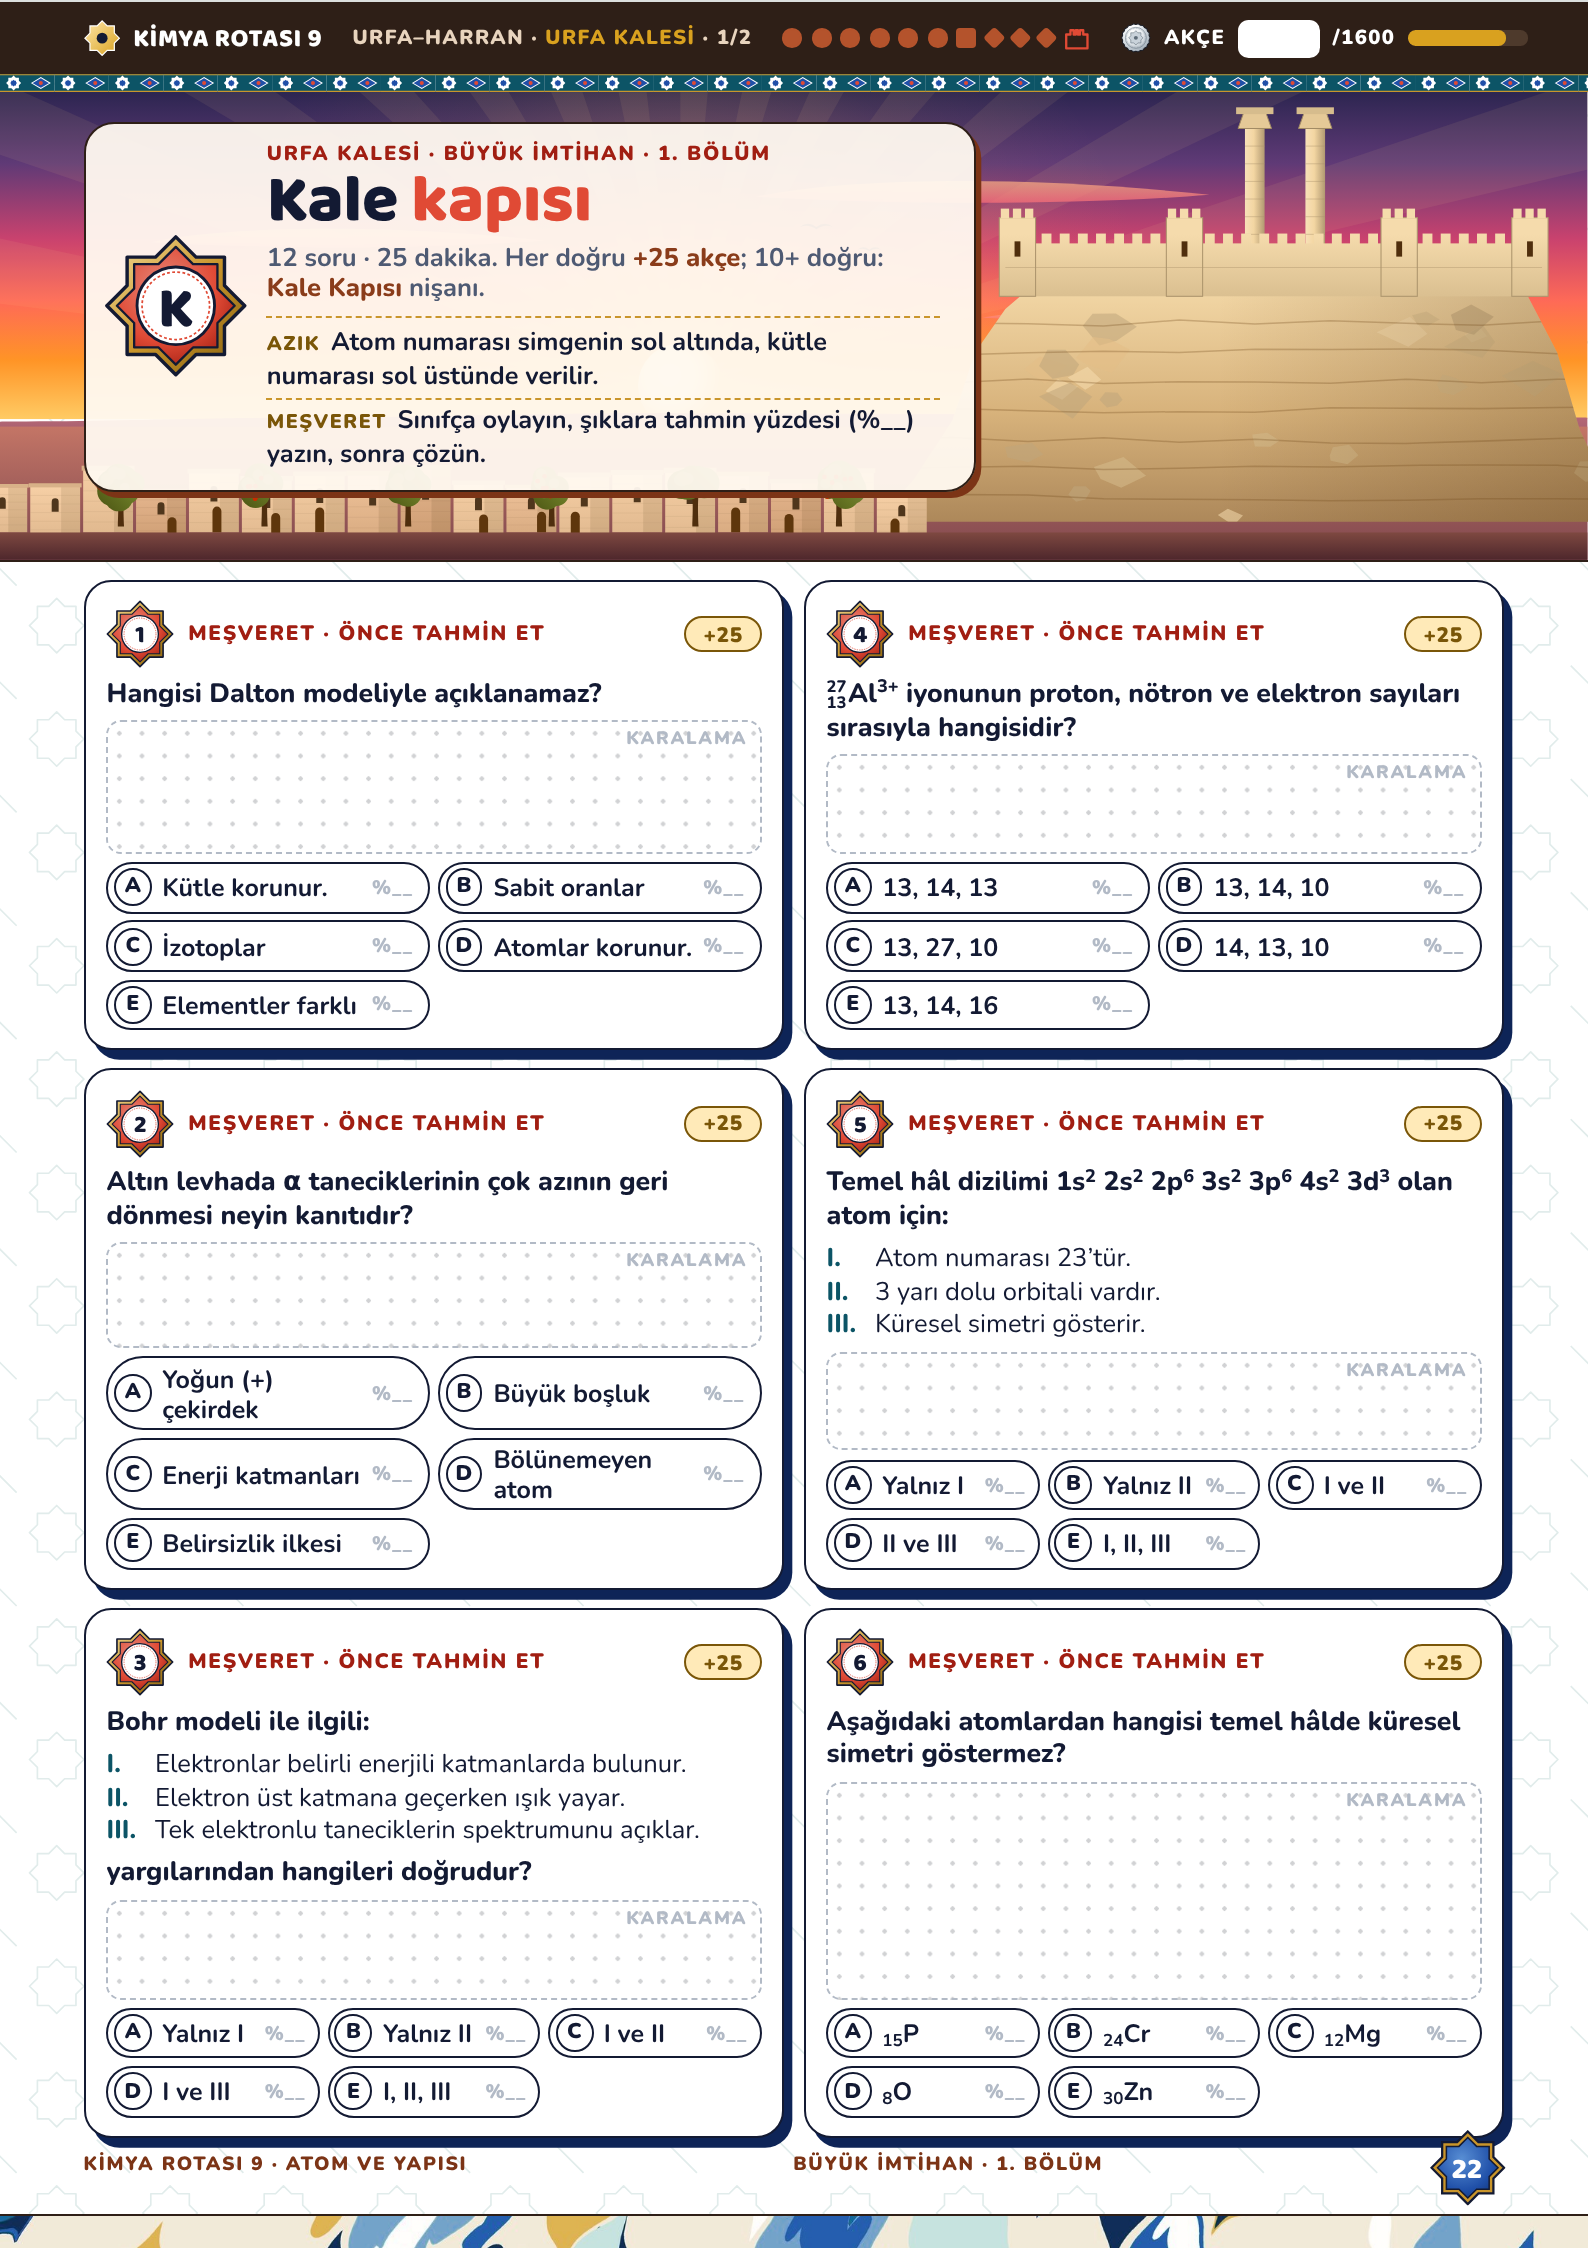 KİMYA ROTASI 9 URFA–HARRAN · URFA KALESİ · 1/2 AKÇE /1600
URFA KALESİ · BÜYÜK İMTİHAN · 1. BÖLÜM
Kale kapısı
K
12 soru · 25 dakika. Her doğru +25 akçe; 10+ doğru:
Kale Kapısı nişanı.
AZIK Atom numarası simgenin sol altında, kütle
numarası sol üstünde verilir.
MEŞVERET Sınıfça oylayın, şıklara tahmin yüzdesi (%__)
yazın, sonra çözün.
1 MEŞVERET · ÖNCE TAHMİN ET +25
Hangisi Dalton modeliyle açıklanamaz?
KARALAMA
A Kütle korunur. %__ B Sabit oranlar %__
C İzotoplar %__ D Atomlar korunur. %__
E Elementler farklı %__
2 MEŞVERET · ÖNCE TAHMİN ET +25
Altın levhada α taneciklerinin çok azının geri
dönmesi neyin kanıtıdır?
KARALAMA
A Yoğun (+)
çekirdek %__ B Büyük boşluk %__
C Enerji katmanları %__ D Bölünemeyen
atom %__
E Belirsizlik ilkesi %__
3 MEŞVERET · ÖNCE TAHMİN ET +25
Bohr modeli ile ilgili:
I. Elektronlar belirli enerjili katmanlarda bulunur.
II. Elektron üst katmana geçerken ışık yayar.
III. Tek elektronlu taneciklerin spektrumunu açıklar.
yargılarından hangileri doğrudur?
KARALAMA
A Yalnız I %__ B Yalnız II %__ C I ve II %__
D I ve III %__ E I, II, III %__
4 MEŞVERET · ÖNCE TAHMİN ET +25
²⁷₁₃Al³⁺ iyonunun proton, nötron ve elektron sayıları
sırasıyla hangisidir?
KARALAMA
A 13, 14, 13 %__ B 13, 14, 10 %__
C 13, 27, 10 %__ D 14, 13, 10 %__
E 13, 14, 16 %__
5 MEŞVERET · ÖNCE TAHMİN ET +25
Temel hâl dizilimi 1s² 2s² 2p⁶ 3s² 3p⁶ 4s² 3d³ olan
atom için:
I. Atom numarası 23’tür.
II. 3 yarı dolu orbitali vardır.
III. Küresel simetri gösterir.
KARALAMA
A Yalnız I %__ B Yalnız II %__ C I ve II %__
D II ve III %__ E I, II, III %__
6 MEŞVERET · ÖNCE TAHMİN ET +25
Aşağıdaki atomlardan hangisi temel hâlde küresel
simetri göstermez?
KARALAMA
A ₁₅P %__ B ₂₄Cr %__ C ₁₂Mg %__
D ₈O %__ E ₃₀Zn %__
KİMYA ROTASI 9 · ATOM VE YAPISI BÜYÜK İMTİHAN · 1. BÖLÜM 22